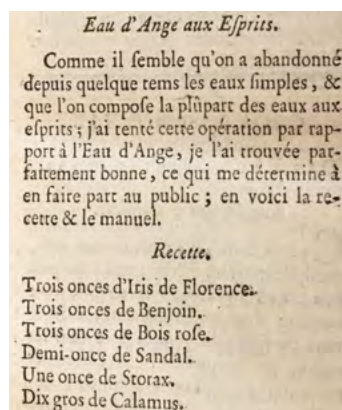 Eau d'Ange aux Eſprits.
Comme il ſemble qu'on a abandonné
depuis quelque tems les eaux ſimples, &
que l'on compoſe la plûpart des eaux aux
eſprits; j'ai tenté cette opération par rap-
port à l'Eau d'Ange, je l'ai trouvée par-
faitement bonne, ce qui me détermine à
en faire part au public; en voici la re-
cette & le manuel.
Recette.
Trois onces d'Iris de Florence.
Trois onces de Benjoin.
Trois onces de Bois roſe.
Demi-once de Sandal.
Une once de Storax.
Dix gros de Calamus.